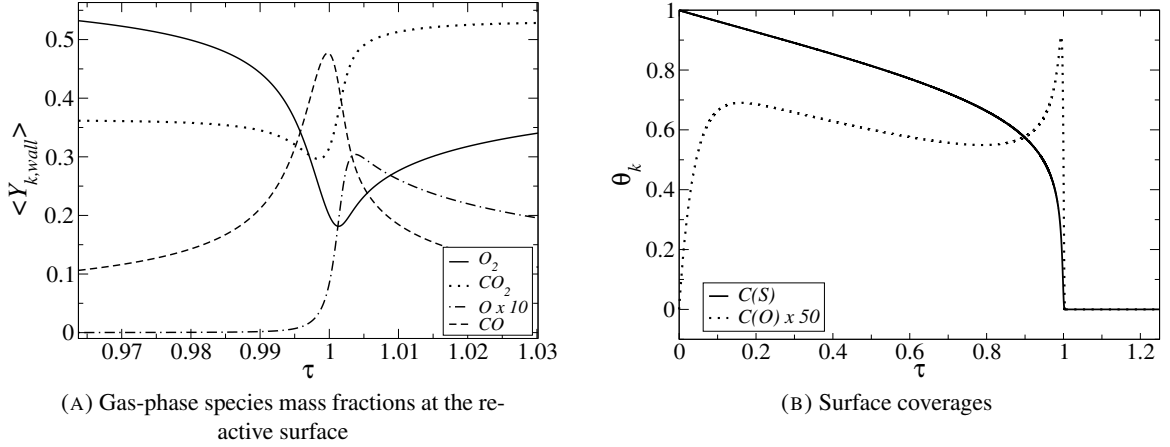 0.5
0.4
0.3
0.2
0.1
0
<Y_{k,wall}>
0.97 0.98 0.99 1 1.01 1.02 1.03
τ
O_2
CO_2
O x 10
CO
(A) Gas-phase species mass fractions at the re-
active surface
1
0.8
0.6
0.4
0.2
0
θ_k
0 0.2 0.4 0.6 0.8 1 1.2
τ
C(S)
C(O) x 50
(B) Surface coverages